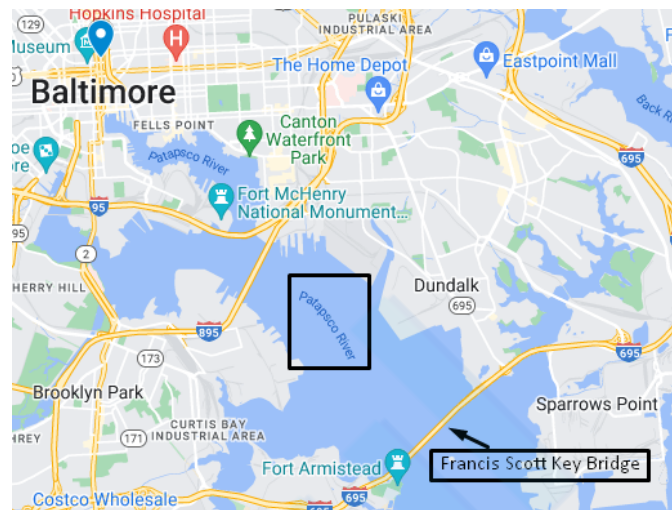 129
Hopkins Hospital
PULASKI
INDUSTRIAL AREA
Museum
The Home Depot
Eastpoint Mall
Baltimore
FELLS POINT
Canton
Waterfront
Park
Back R
695
Patapsco River
Fort McHenry
National Monument...
95
95
2
HERRY HILL
895
Patapsco River
Dundalk
695
173
695
Brooklyn Park
Sparrows Point
CURTIS BAY
INDUSTRIAL AREA
171
Fort Armistead
Francis Scott Key Bridge
Costco Wholesale
695
695